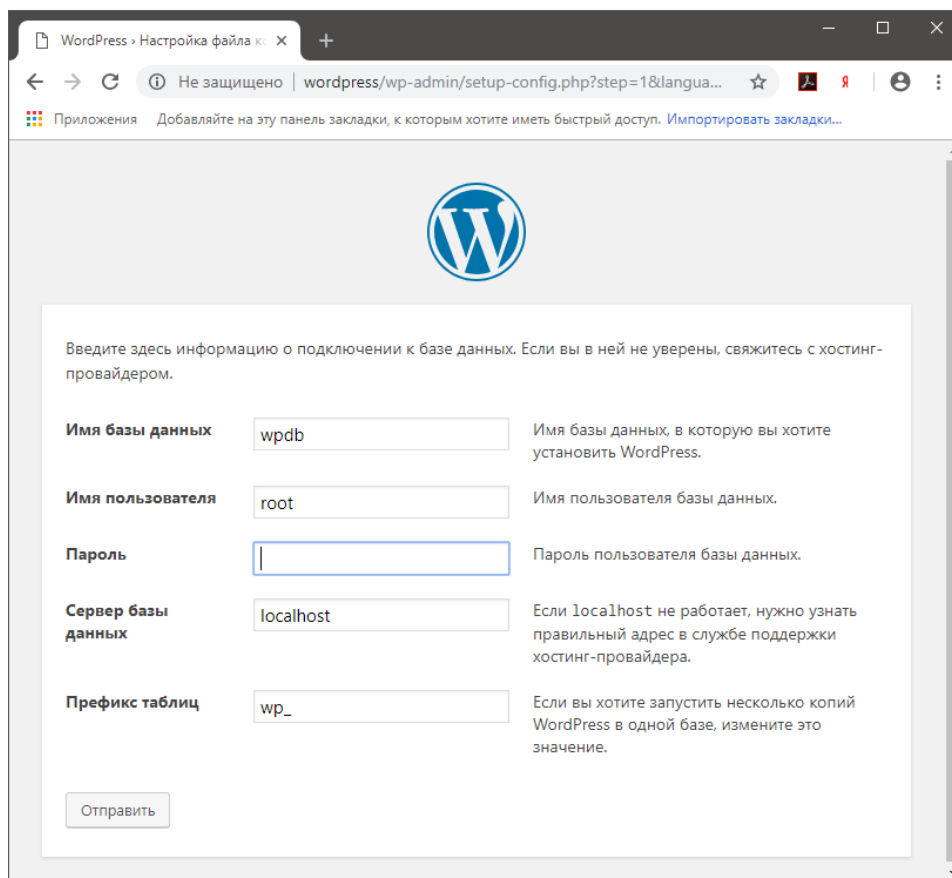 WordPress › Настройка файла ко
Не защищено | wordpress/wp-admin/setup-config.php?step=1&langua...
Я
Приложения Добавляйте на эту панель закладки, к которым хотите иметь быстрый доступ. Импортировать закладки...
W
Введите здесь информацию о подключении к базе данных. Если вы в ней не уверены, свяжитесь с хостинг-
провайдером.
Имя базы данных
wpdb
Имя базы данных, в которую вы хотите
установить WordPress.
Имя пользователя
root
Имя пользователя базы данных.
Пароль
Пароль пользователя базы данных.
Сервер базы
данных
localhost
Если localhost не работает, нужно узнать
правильный адрес в службе поддержки
хостинг-провайдера.
Префикс таблиц
wp_
Если вы хотите запустить несколько копий
WordPress в одной базе, измените это
значение.
Отправить